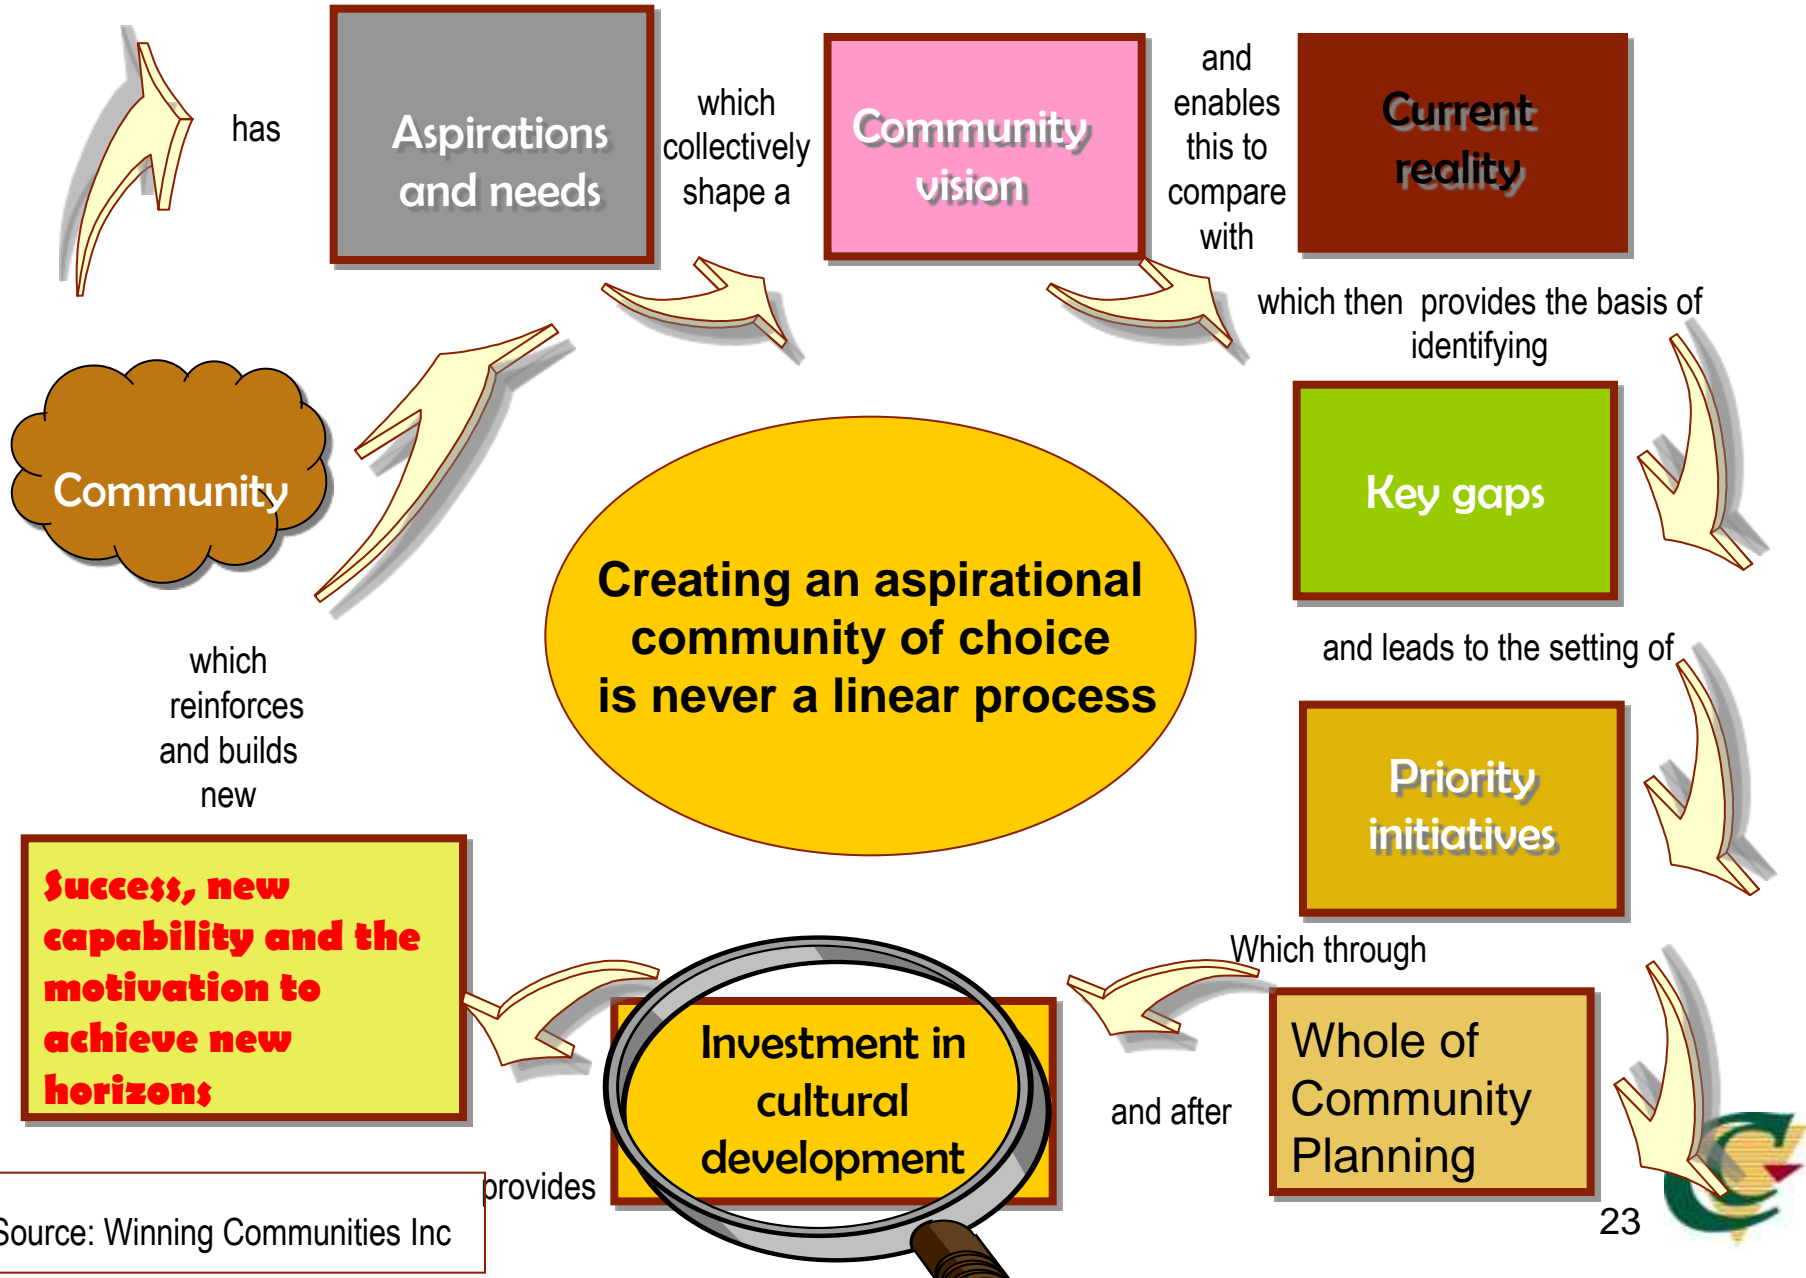 has
Aspirations
and needs
which
collectively
shape a
Community
vision
and
enables
this to
compare
with
Current
reality
which then  provides the basis of
identifying
Key gaps
and leads to the setting of
Priority
initiatives
Which through
Whole of
Community
Planning
and after
Investment in
cultural
development
provides
Success, new
capability and the
motivation to
achieve new
horizons
which
reinforces
and builds
new
Community
Creating an aspirational
community of choice
is never a linear process
Source: Winning Communities Inc
23